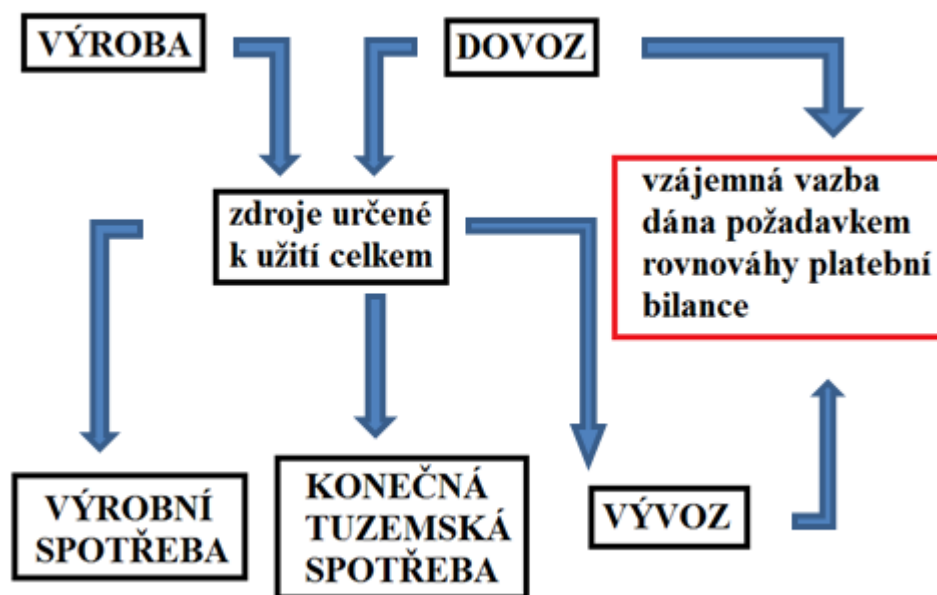 VÝROBA
DOVOZ
vzájemná vazba
dána požadavkem
rovnováhy platební
bilance
zdroje určené
k užití celkem
VÝROBNÍ
SPOTŘEBA
KONEČNÁ
TUZEMSKÁ
SPOTŘEBA
VÝVOZ